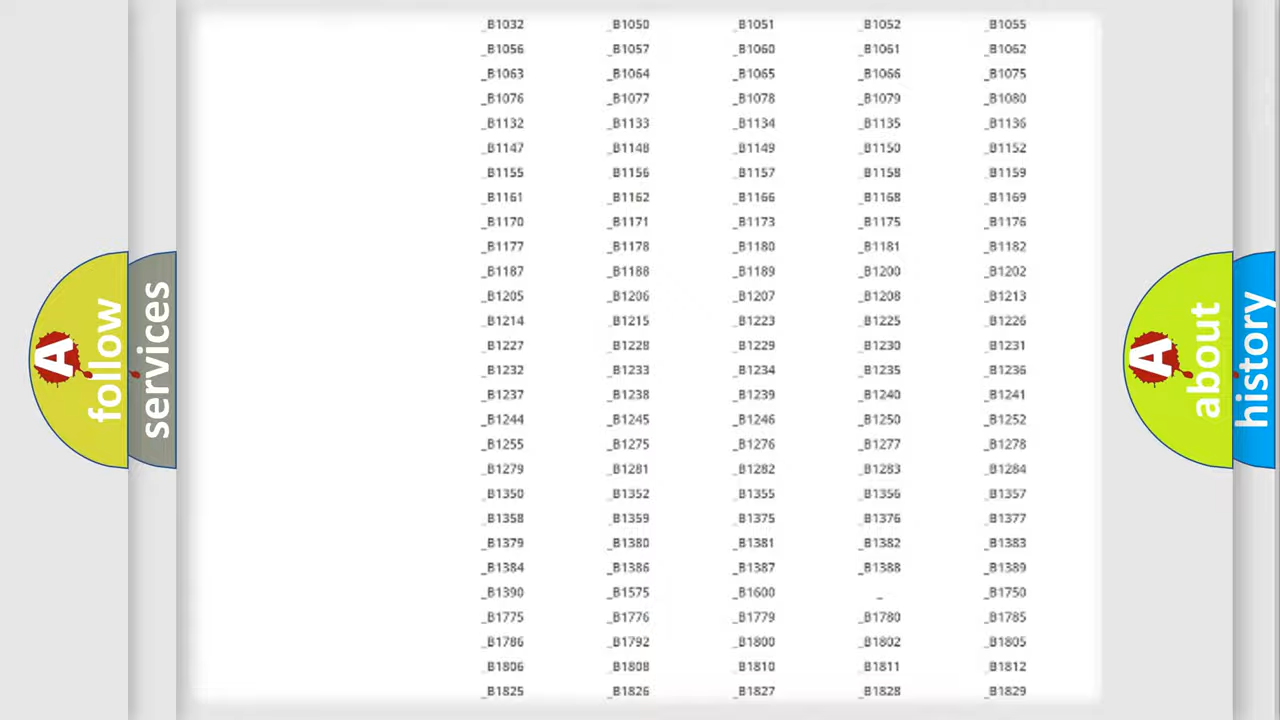 _B1032 _B1050 _B1051 _B1052 _B1055
_B1056 _B1057 _B1060 _B1061 _B1062
_B1063 _B1064 _B1065 _B1066 _B1075
_B1076 _B1077 _B1078 _B1079 _B1080
_B1132 _B1133 _B1134 _B1135 _B1136
_B1147 _B1148 _B1149 _B1150 _B1152
_B1155 _B1156 _B1157 _B1158 _B1159
_B1161 _B1162 _B1166 _B1168 _B1169
_B1170 _B1171 _B1173 _B1175 _B1176
_B1177 _B1178 _B1180 _B1181 _B1182
_B1187 _B1188 _B1189 _B1200 _B1202
_B1205 _B1206 _B1207 _B1208 _B1213
_B1214 _B1215 _B1223 _B1225 _B1226
_B1227 _B1228 _B1229 _B1230 _B1231
_B1232 _B1233 _B1234 _B1235 _B1236
_B1237 _B1238 _B1239 _B1240 _B1241
_B1244 _B1245 _B1246 _B1250 _B1252
_B1255 _B1275 _B1276 _B1277 _B1278
_B1279 _B1281 _B1282 _B1283 _B1284
_B1350 _B1352 _B1355 _B1356 _B1357
_B1358 _B1359 _B1375 _B1376 _B1377
_B1379 _B1380 _B1381 _B1382 _B1383
_B1384 _B1386 _B1387 _B1388 _B1389
_B1390 _B1575 _B1600 _ _B1750
_B1775 _B1776 _B1779 _B1780 _B1785
_B1786 _B1792 _B1800 _B1802 _B1805
_B1806 _B1808 _B1810 _B1811 _B1812
_B1825 _B1826 _B1827 _B1828 _B1829
A follow
services
A about
history